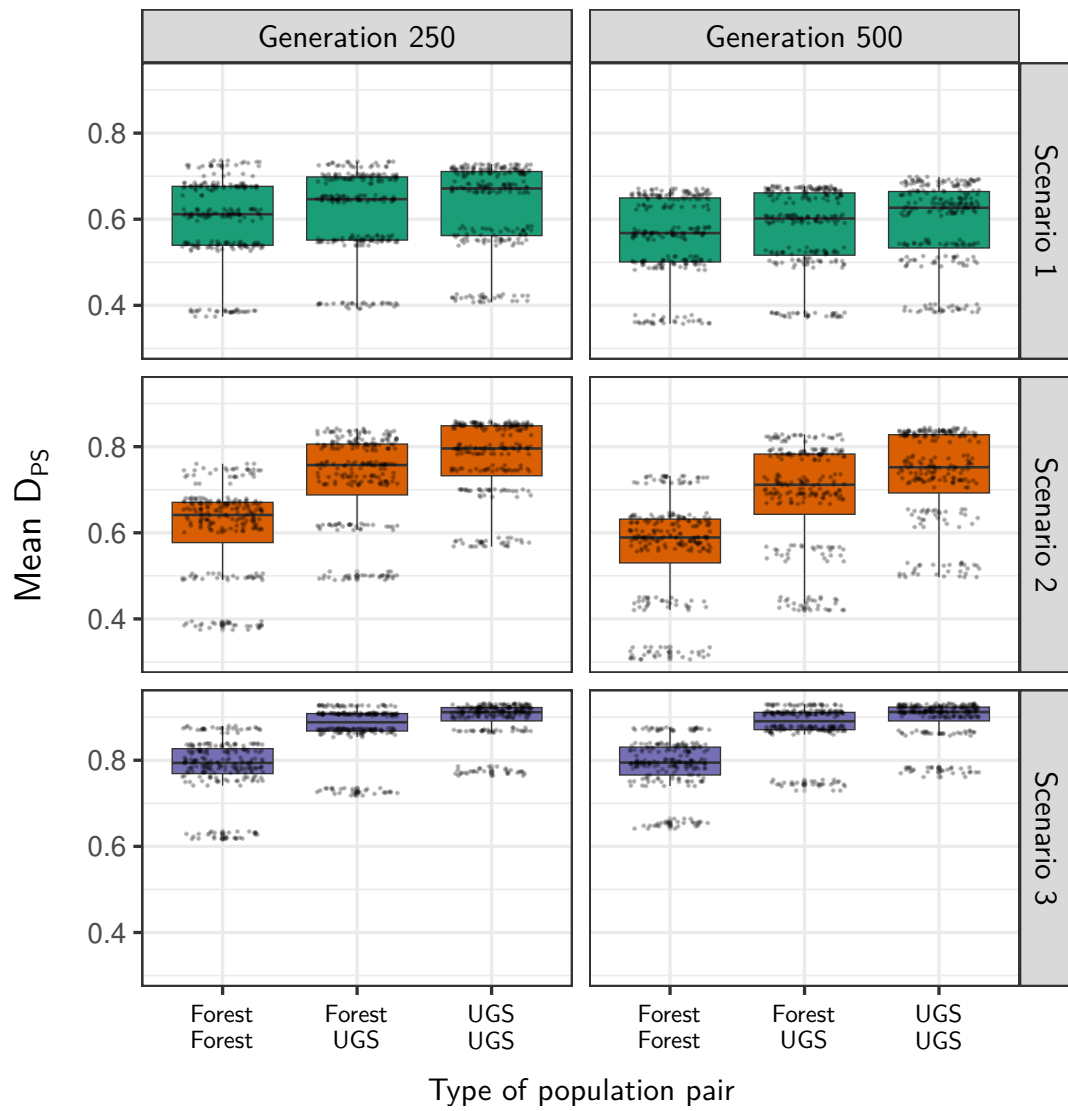 Generation 250
Generation 500
0.8
0.6
0.4
Scenario 1
Mean DPS
0.8
0.6
0.4
Scenario 2
0.8
0.6
0.4
Scenario 3
Forest
Forest
Forest
UGS
UGS
UGS
Forest
Forest
Forest
UGS
UGS
UGS
Type of population pair